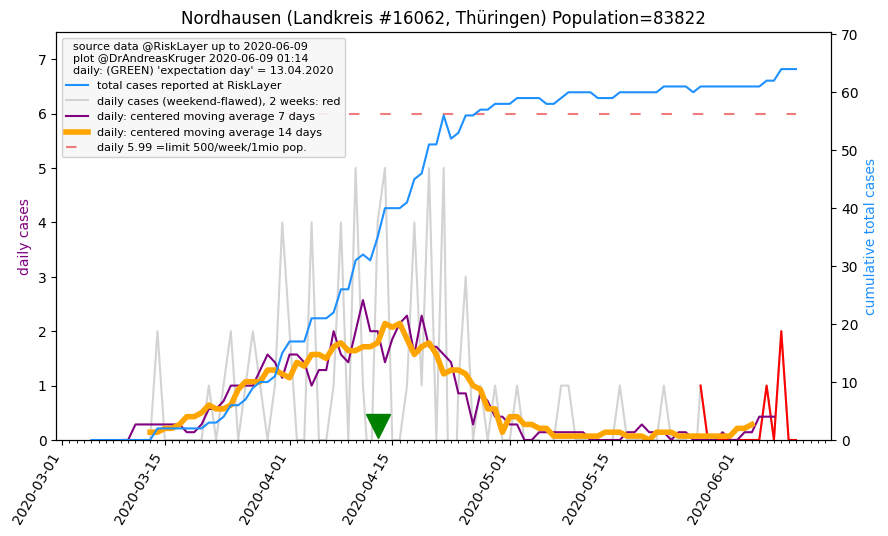 Nordhausen (Landkreis #16062, Thüringen) Population=83822
source data @RiskLayer up to 2020-06-09
plot @DrAndreasKruger 2020-06-09 01:14
daily: (GREEN) 'expectation day' = 13.04.2020
total cases reported at RiskLayer
daily cases (weekend-flawed), 2 weeks: red
daily: centered moving average 7 days
daily: centered moving average 14 days
daily 5.99 =limit 500/week/1mio pop.
daily cases
7
6
5
4
3
2
1
0
cumulative total cases
70
60
50
40
30
20
10
0
2020-03-01
2020-03-15
2020-04-01
2020-04-15
2020-05-01
2020-05-15
2020-06-01